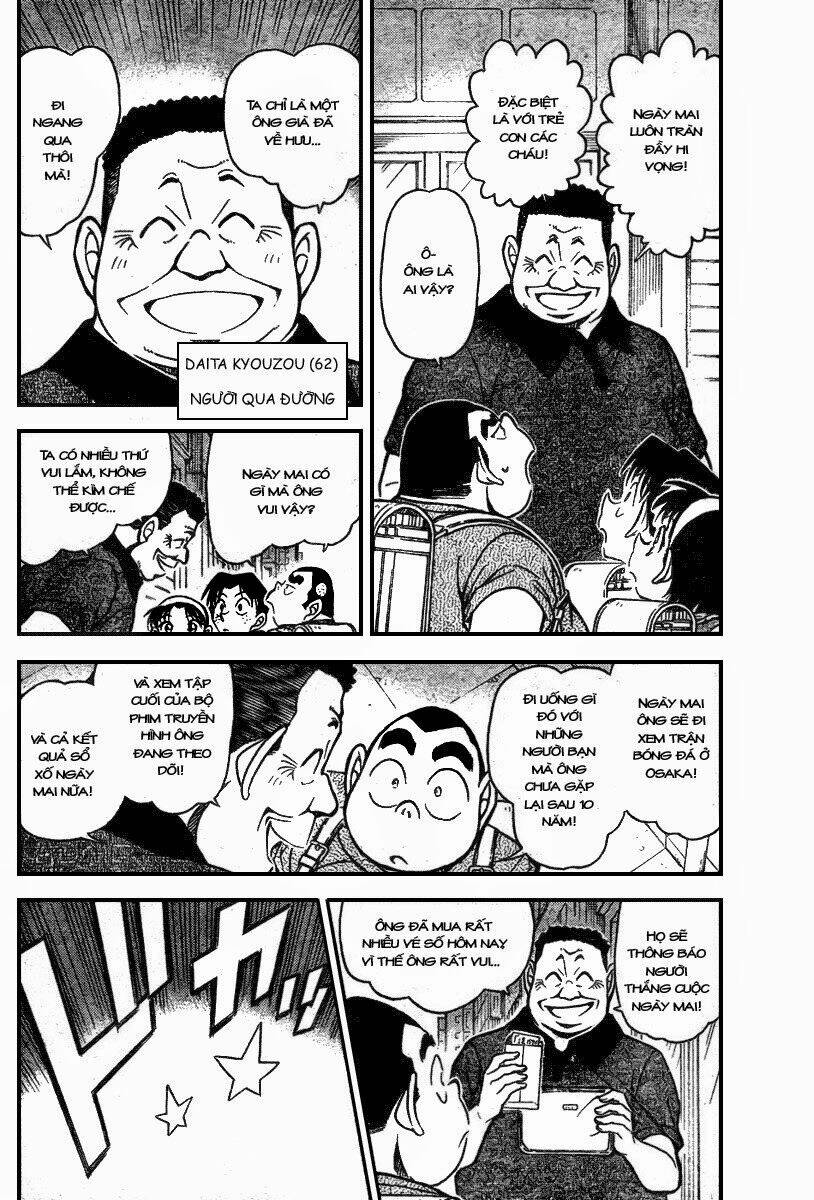 NGÀY MAI
LUÔN TRÀN
ĐẦY HI
VỌNG!
ĐẶC BIỆT
LÀ VỚI TRẺ
CON CÁC
CHÁU!
Ô-
ÔNG LÀ
AI VẬY?
TA CHỈ LÀ MỘT
ÔNG GIÀ ĐÃ
VỀ HƯU...
ĐI
NGANG
QUA
THÔI
MÀ!
DAITA KYOUZOU (62)
NGƯỜI QUA ĐƯỜNG
NGÀY MAI CÓ
GÌ MÀ ÔNG
VUI VẬY?
TA CÓ NHIỀU THỨ
VUI LẮM, KHÔNG
THỂ KÌM CHẾ
ĐƯỢC...
NGÀY MAI
ÔNG SẼ ĐI
XEM TRẬN
BÓNG ĐÁ Ở
OSAKA!
ĐI UỐNG GÌ
ĐÓ VỚI
NHỮNG
NGƯỜI BẠN
MÀ ÔNG
CHƯA GẶP
LẠI SAU 10
NĂM!
VÀ XEM TẬP
CUỐI CỦA BỘ
PHIM TRUYỀN
HÌNH ÔNG
ĐANG THEO
DÕI!
VÀ CẢ KẾT
QUẢ SỔ
XỐ NGÀY
MAI NỮA!
HỌ SẼ
THÔNG BÁO
NGƯỜI
THẮNG CUỘC
NGÀY MAI!
ÔNG ĐÃ MUA RẤT
NHIỀU VÉ SỐ HÔM NAY
VÌ THẾ ÔNG RẤT VUI...
ドガッ